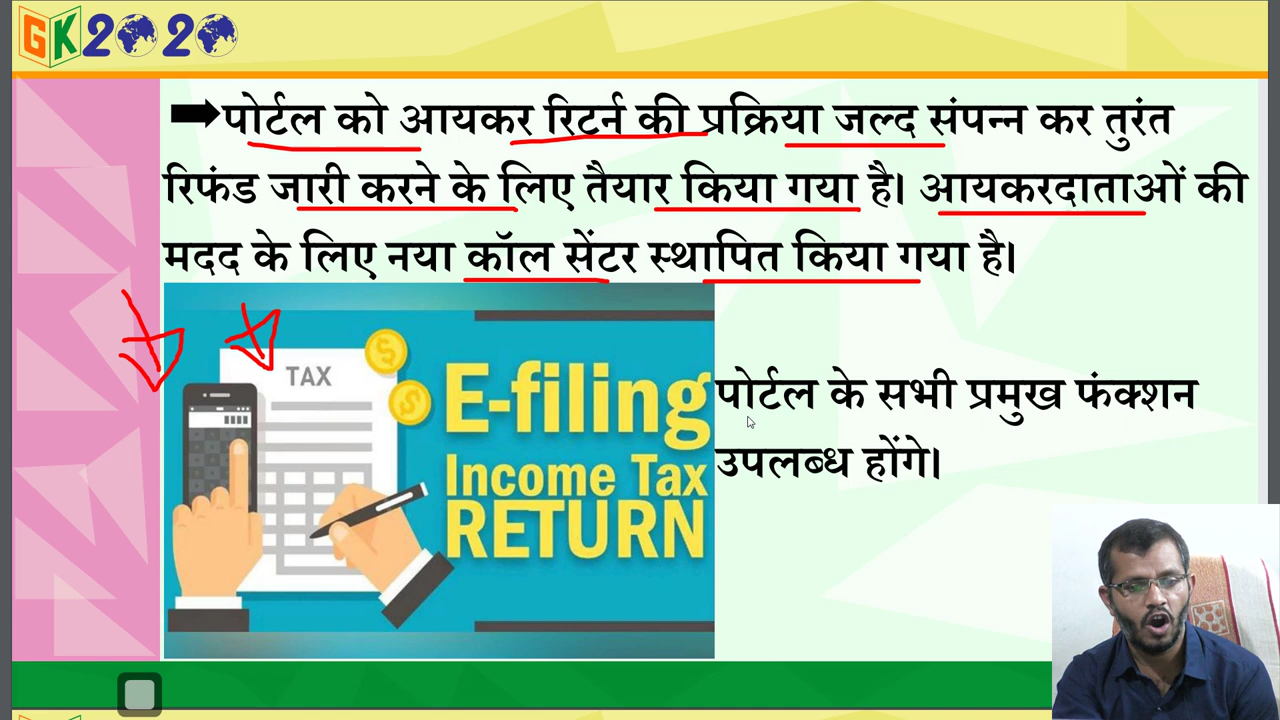 GK2020
➡पोर्टल को आयकर रिटर्न की प्रक्रिया जल्द संपन्न कर तुरंत
रिफंड जारी करने के लिए तैयार किया गया है। आयकरदाताओं की
मदद के लिए नया कॉल सेंटर स्थापित किया गया है।
TAX
E-filing
Income Tax
RETURN
पोर्टल के सभी प्रमुख फंक्शन
उपलब्ध होंगे।